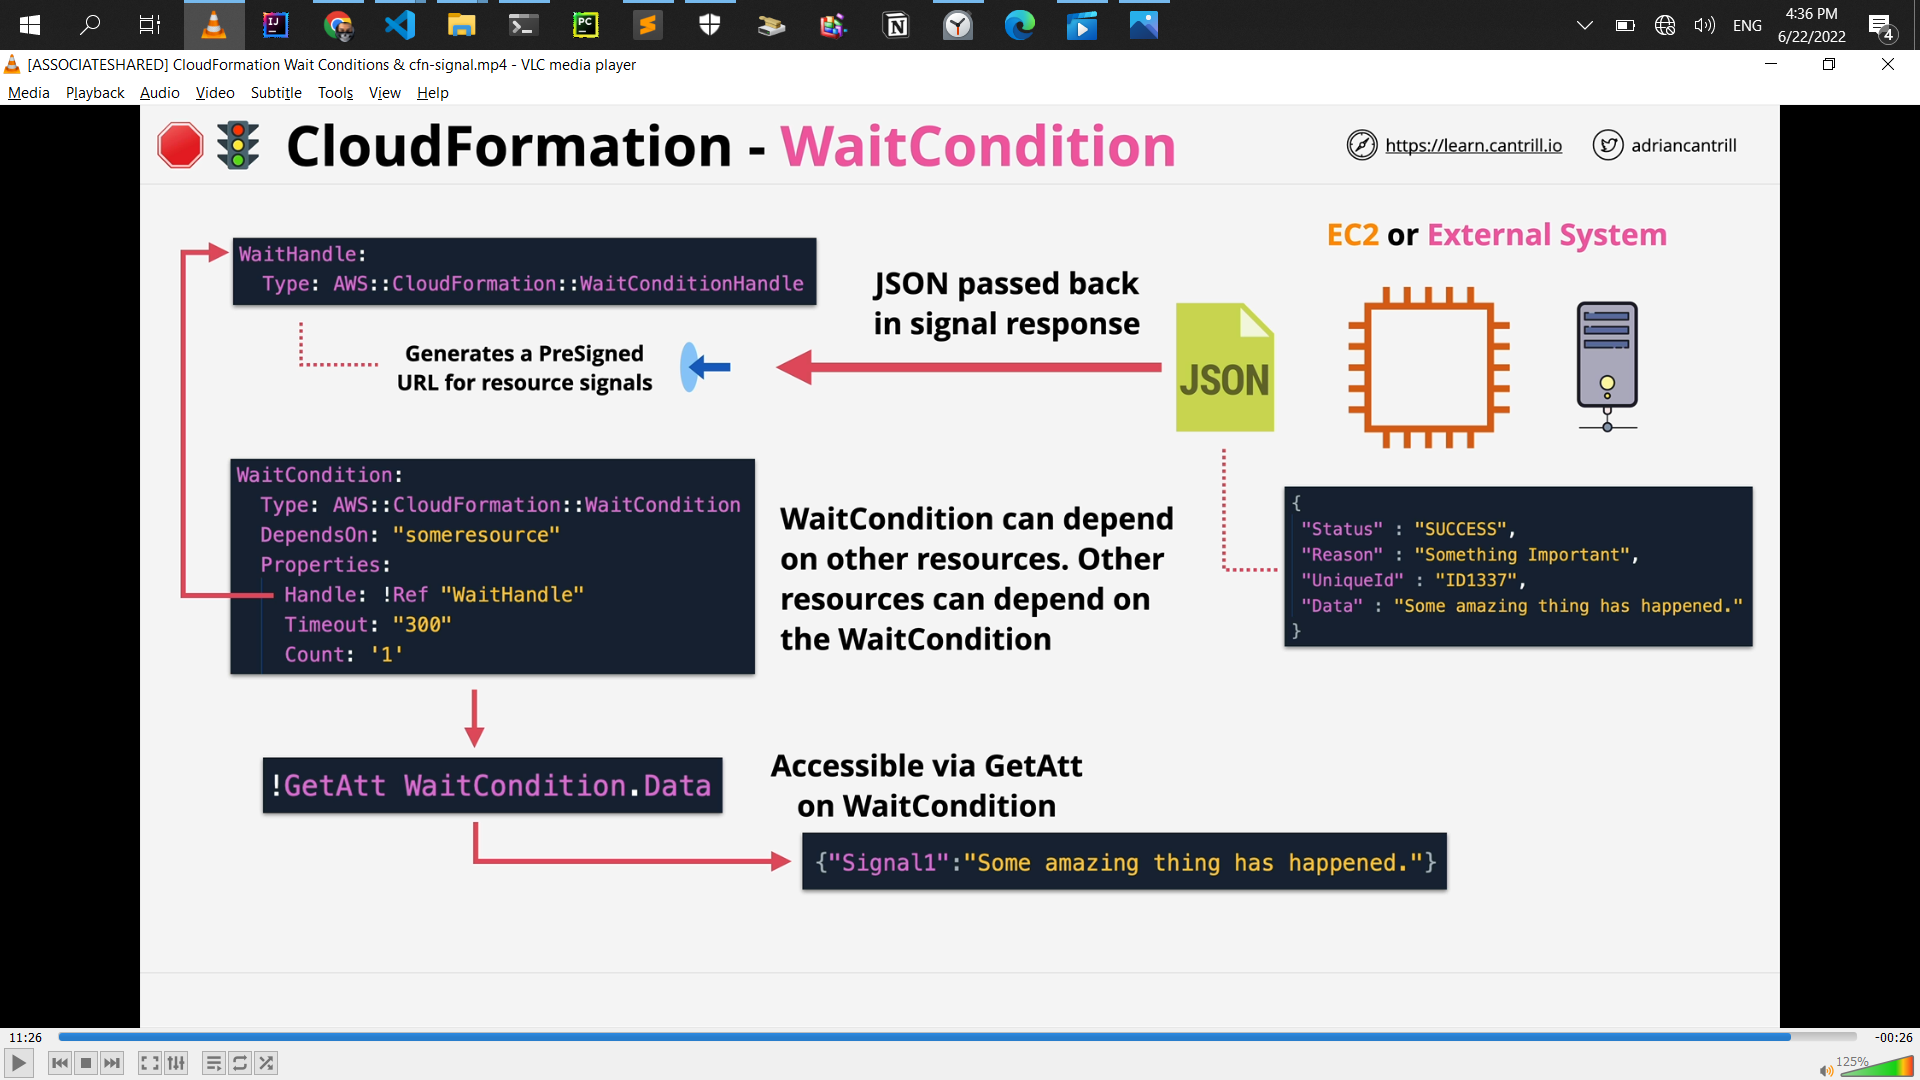 ENG
4:36 PM
6/22/2022
4
[ASSOCIATESHARED] CloudFormation Wait Conditions & cfn-signal.mp4 - VLC media player
Media Playback Audio Video Subtitle Tools View Help
CloudFormation - WaitCondition
https://learn.cantrill.io
adriancantrill
EC2 or External System
WaitHandle:
Type: AWS::CloudFormation::WaitConditionHandle
JSON passed back
in signal response
Generates a PreSigned
URL for resource signals
JSON
WaitCondition:
Type: AWS::CloudFormation::WaitCondition
DependsOn: "someresource"
Properties:
Handle: !Ref "WaitHandle"
Timeout: "300"
Count: '1'
WaitCondition can depend
on other resources. Other
resources can depend on
the WaitCondition
{
"Status" : "SUCCESS",
"Reason" : "Something Important",
"UniqueId" : "ID1337",
"Data" : "Some amazing thing has happened."
}
!GetAtt WaitCondition.Data
Accessible via GetAtt
on WaitCondition
{"Signal1":"Some amazing thing has happened."}
11:26
-00:26
125%